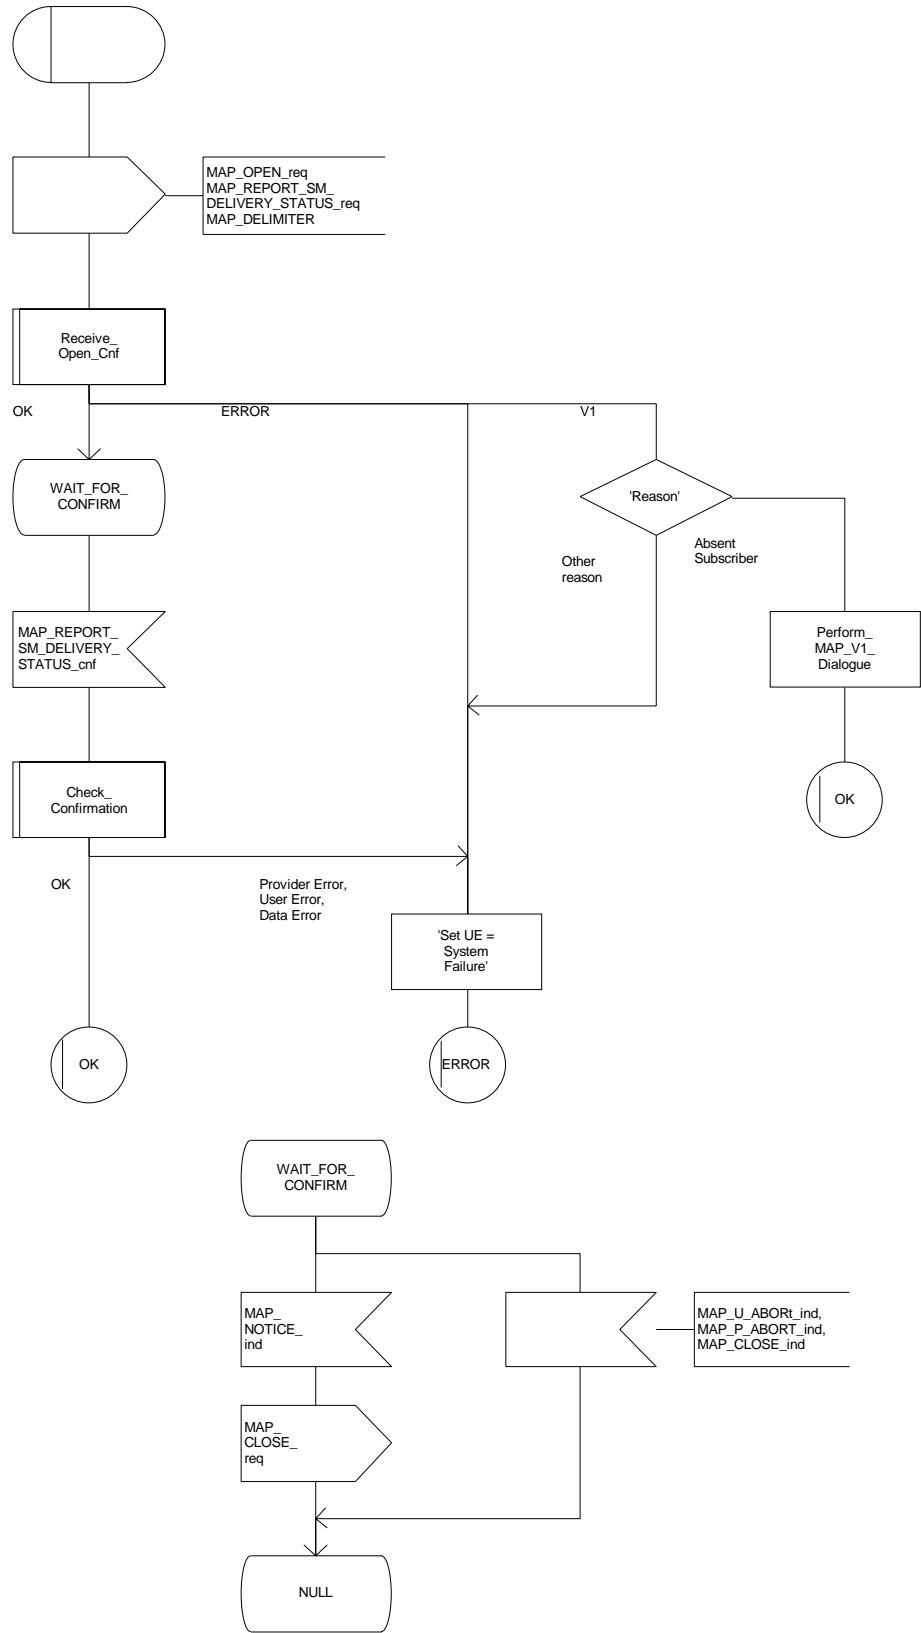 MAP_OPEN_req
MAP_REPORT_SM_
DELIVERY_STATUS_req
MAP_DELIMITER
Receive_
Open_Cnf
OK
ERROR
V1
WAIT_FOR_
CONFIRM
'Reason'
Other
reason
Absent
Subscriber
MAP_REPORT_
SM_DELIVERY_
STATUS_cnf
Perform_
MAP_V1_
Dialogue
Check_
Confirmation
OK
OK
Provider Error,
User Error,
Data Error
'Set UE =
System
Failure'
OK
ERROR
WAIT_FOR_
CONFIRM
MAP_
NOTICE_
ind
MAP_U_ABORt_ind,
MAP_P_ABORT_ind,
MAP_CLOSE_ind
MAP_
CLOSE_
req
NULL